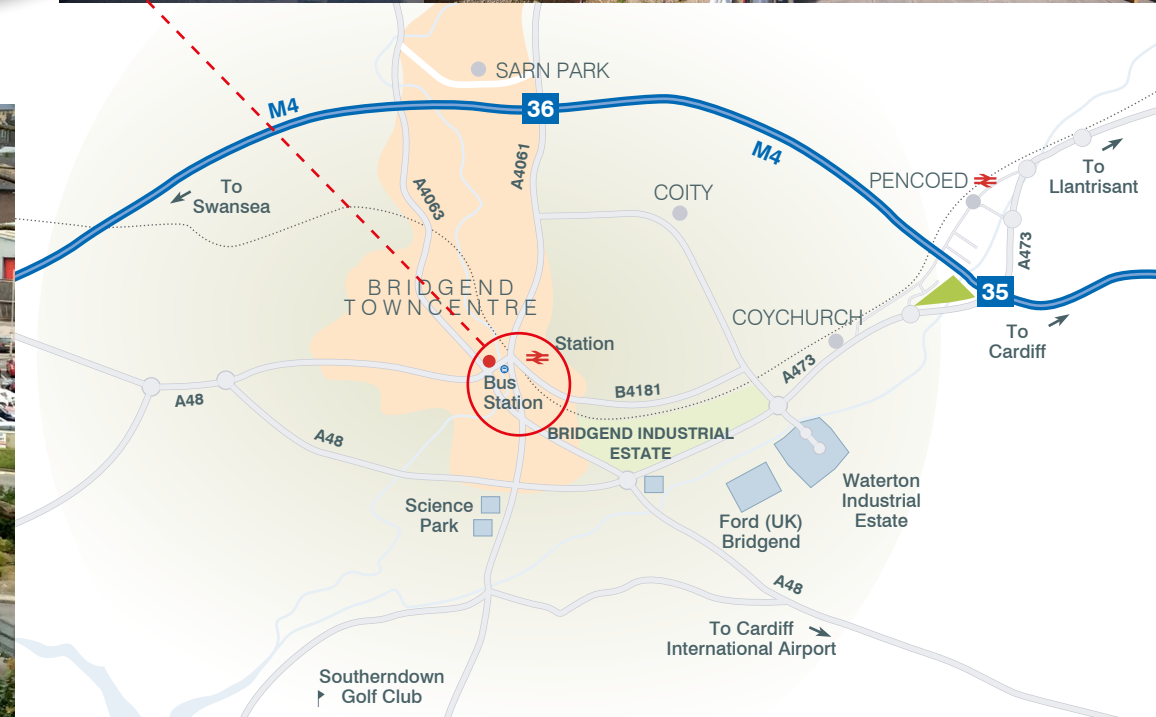 SARN PARK
M4
36
M4
A4061
To
Swansea
A4063
COITY
PENCOED
To
Llantrisant
A473
35
BRIDGEND
TOWNCENTRE
COYCHURCH
To
Cardiff
Station
Bus
Station
A473
B4181
A48
A48
BRIDGEND INDUSTRIAL
ESTATE
Waterton
Industrial
Estate
Science
Park
Ford (UK)
Bridgend
A48
To Cardiff
International Airport
Southerndown
Golf Club